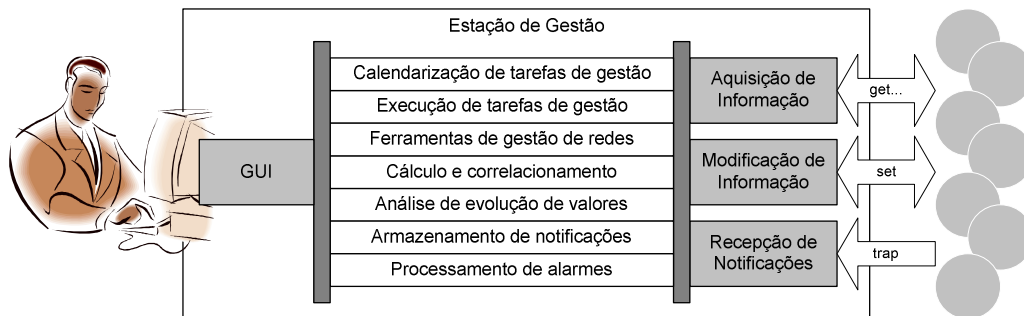 Estação de Gestão
GUI
Calendarização de tarefas de gestão
Execução de tarefas de gestão
Ferramentas de gestão de redes
Cálculo e correlacionamento
Análise de evolução de valores
Armazenamento de notificações
Processamento de alarmes
Aquisição de
Informação
get...
Modificação de
Informação
set
Recepção de
Notificações
trap